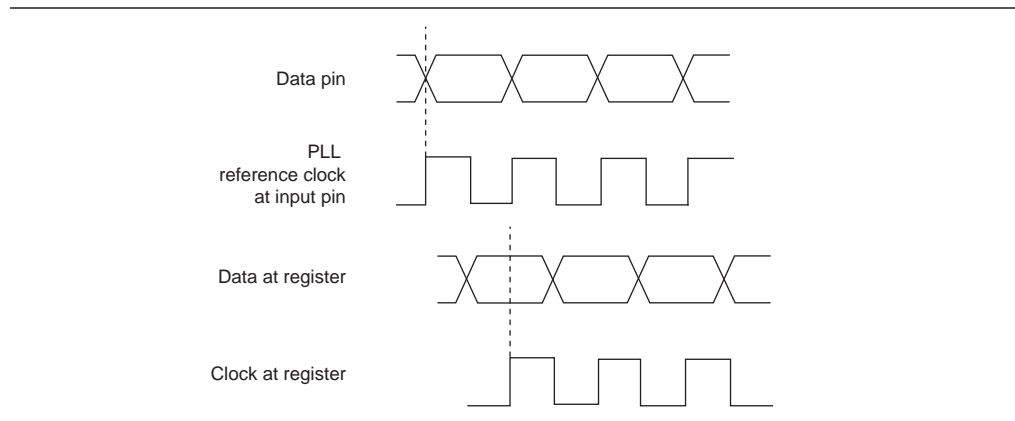 Data pin
PLL
reference clock
at input pin
Data at register
Clock at register